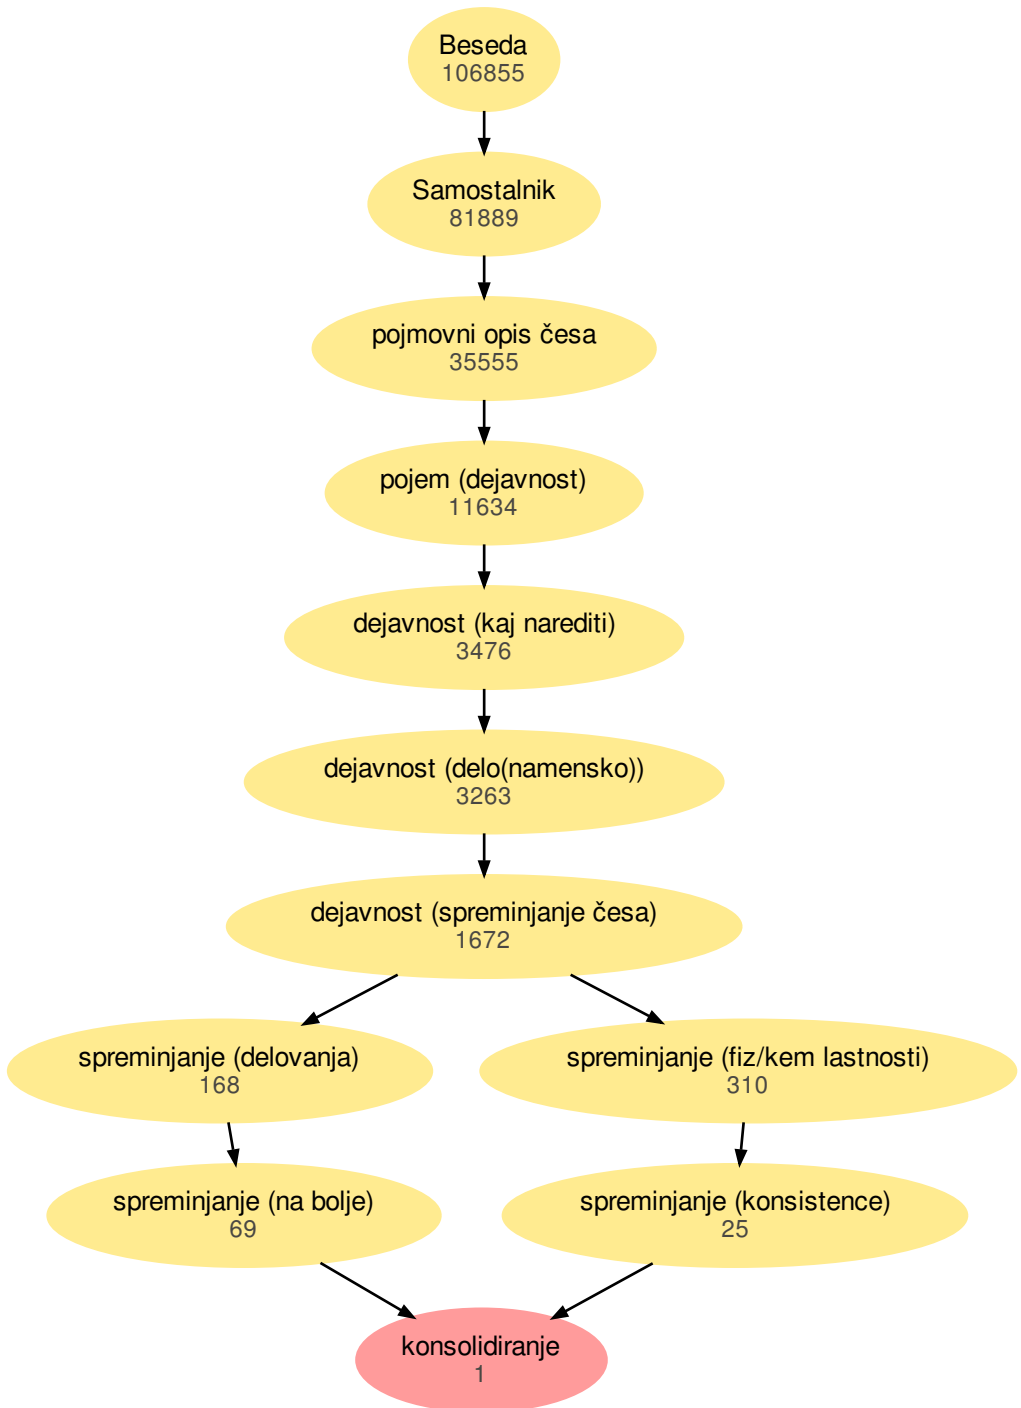 Beseda
106855
Samostalnik
81889
pojmovni opis česa
35555
pojem (dejavnost)
11634
dejavnost (kaj narediti)
3476
dejavnost (delo(namensko))
3263
dejavnost (spreminjanje česa)
1672
spreminjanje (delovanja)
168
spreminjanje (fiz/kem lastnosti)
310
spreminjanje (na bolje)
69
spreminjanje (konsistence)
25
konsolidiranje
1